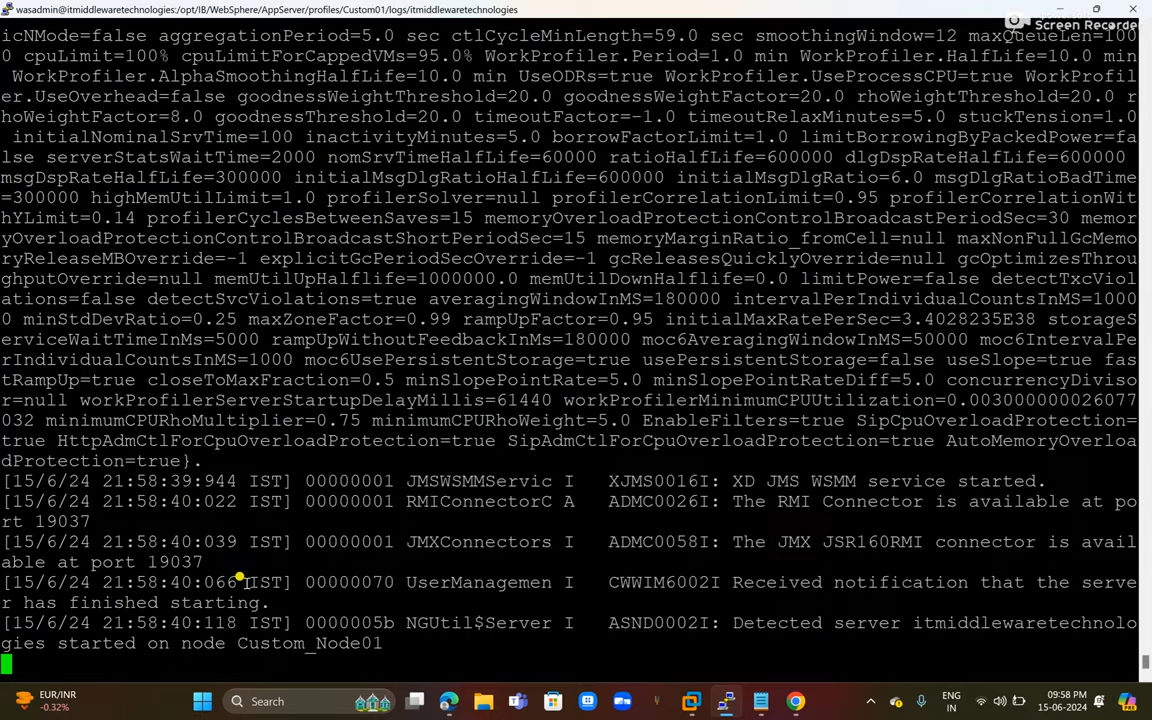 wasadmin@itmiddlewaretechnologies:/opt/IB/WebSphere/AppServer/profiles/Custom01/logs/itmiddlewaretechnologies
Screen Recorder
icNMode=false aggregationPeriod=5.0 sec ctlCycleMinLength=59.0 sec smoothingWindow=12 maxQueueLen=100
0 cpuLimit=100% cpuLimitForCappedVMs=95.0% WorkProfiler.Period=1.0 min WorkProfiler.HalfLife=10.0 min
WorkProfiler.AlphaSmoothingHalfLife=10.0 min UseODRs=true WorkProfiler.UseProcessCPU=true WorkProfil
er.UseOverhead=false goodnessWeightThreshold=20.0 goodnessWeightFactor=20.0 rhoWeightThreshold=20.0 r
hoWeightFactor=8.0 goodnessThreshold=20.0 timeoutFactor=-1.0 timeoutRelaxMinutes=5.0 stuckTension=1.0
initialNominalSrvTime=100 inactivityMinutes=5.0 borrowFactorLimit=1.0 limitBorrowingByPackedPower=fa
lse serverStatsWaitTime=2000 nomSrvTimeHalfLife=60000 ratioHalfLife=600000 dlgDspRateHalfLife=600000
msgDspRateHalfLife=300000 initialMsgDlgRatioHalfLife=600000 initialMsgDlgRatio=6.0 msgDlgRatioBadTime
=300000 highMemUtilLimit=1.0 profilerSolver=null profilerCorrelationLimit=0.95 profilerCorrelationWit
hYLimit=0.14 profilerCyclesBetweenSaves=15 memoryOverloadProtectionControlBroadcastPeriodSec=30 memor
yOverloadProtectionControlBroadcastShortPeriodSec=15 memoryMarginRatio_fromCell=null maxNonFullGcMemo
ryReleaseMBOverride=-1 explicitGcPeriodSecOverride=-1 gcReleasesQuicklyOverride=null gcOptimizesThrou
ghputOverride=null memUtilUpHalflife=1000000.0 memUtilDownHalflife=0.0 limitPower=false detectTxcViol
ations=false detectSvcViolations=true averagingWindowInMS=180000 intervalPerIndividualCountsInMS=1000
0 minStdDevRatio=0.25 maxZoneFactor=0.99 rampUpFactor=0.95 initialMaxRatePerSec=3.4028235E38 storageS
erviceWaitTimeInMs=5000 rampUpWithoutFeedbackInMs=180000 moc6AveragingWindowInMS=50000 moc6IntervalPe
rIndividualCountsInMS=1000 moc6UsePersistentStorage=true usePersistentStorage=false useSlope=true fas
tRampUp=true closeToMaxFraction=0.5 minSlopePointRate=5.0 minSlopePointRateDiff=5.0 concurrencyDiviso
r=null workProfilerServerStartupDelayMillis=61440 workProfilerMinimumCPUUtilization=0.003000000026077
032 minimumCPURhoMultiplier=0.75 minimumCPURhoWeight=5.0 EnableFilters=true SipCpuOverloadProtection=
true HttpAdmCtlForCpuOverloadProtection=true SipAdmCtlForCpuOverloadProtection=true AutoMemoryOverloa
dProtection=true}.
[15/6/24 21:58:39:944 IST] 00000001 JMSWSMMServic I   XJMS0016I: XD JMS WSMM service started.
[15/6/24 21:58:40:022 IST] 00000001 RMIConnectorC A   ADMC0026I: The RMI Connector is available at po
rt 19037
[15/6/24 21:58:40:039 IST] 00000001 JMXConnectors I   ADMC0058I: The JMX JSR160RMI connector is avail
able at port 19037
[15/6/24 21:58:40:066 IST] 00000070 UserManagemen I   CWWIM6002I Received notification that the serve
r has finished starting.
[15/6/24 21:58:40:118 IST] 0000005b NGUtil$Server I   ASND0002I: Detected server itmiddlewaretechnolo
gies started on node Custom_Node01
EUR/INR
-0.32%
Search
ENG
IN
09:58 PM
15-06-2024